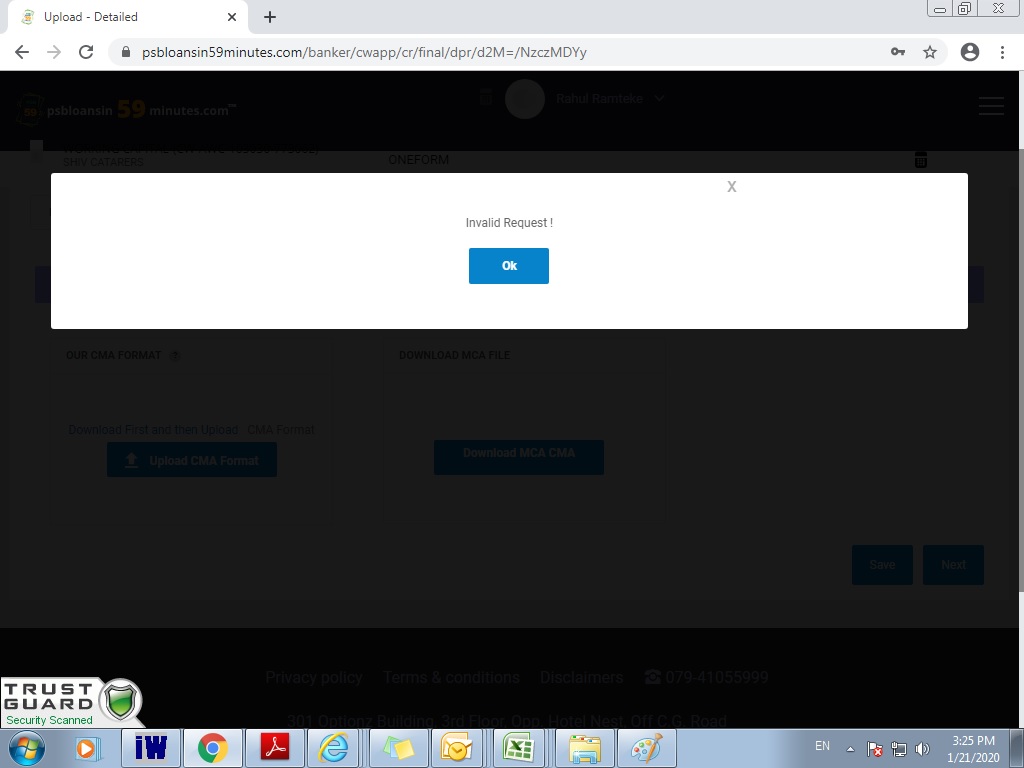 Upload - Detailed
psbloansin59minutes.com/banker/cwapp/cr/final/dpr/d2M=/NzczMDYy
psbloansin 59 minutes.com™
Rahul Ramteke
SHIV CATARERS
ONEFORM
X
Invalid Request !
Ok
OUR CMA FORMAT ?
DOWNLOAD MCA FILE
Download First and then Upload CMA Format
Upload CMA Format
Download MCA CMA
Save
Next
Privacy policy
Terms & conditions
Disclaimers
079-41055999
301 Optionz Building, 3rd Floor, Opp. Hotel Nest, Off C.G. Road
TRUST
GUARD
Security Scanned
iW
EN
3:25 PM
1/21/2020